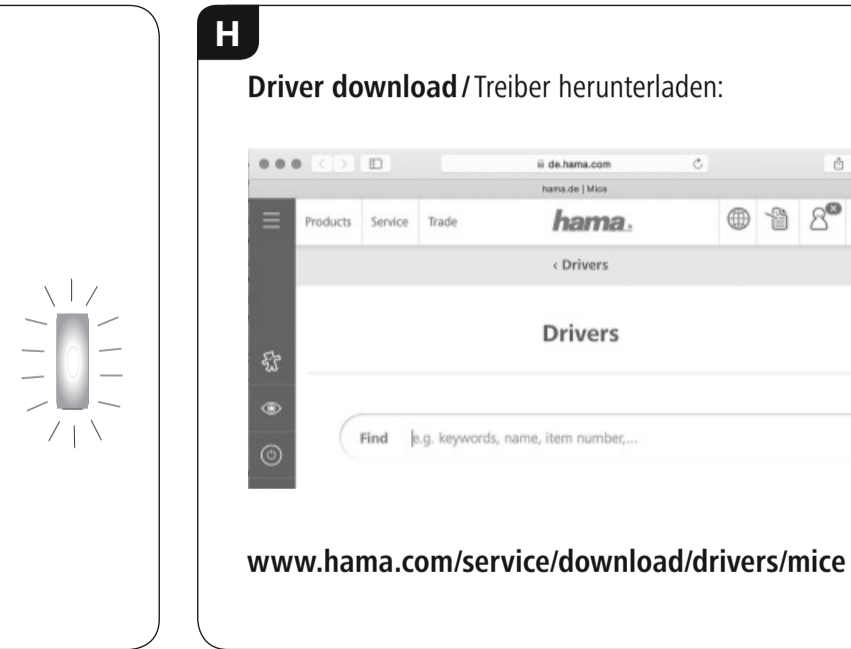 H
Driver download / Treiber herunterladen:
de.hama.com
hama.de | Mice
Products Service Trade hama.
‹ Drivers
Drivers
Find e.g. keywords, name, item number,...
www.hama.com/service/download/drivers/mice